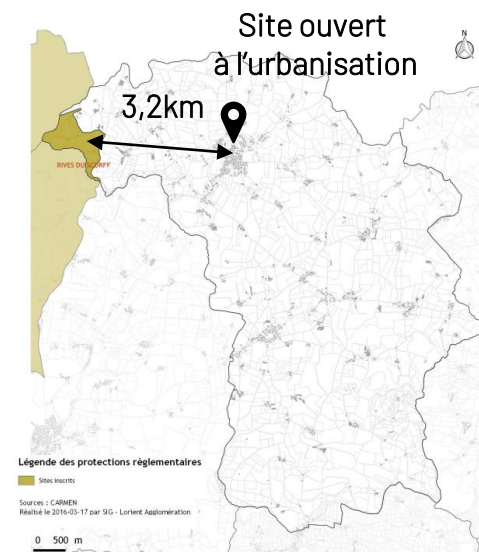 Site ouvert
à l'urbanisation
N
3,2km
RIVES DU SCORFF
Légende des protections règlementaires
Sites inscrits
Sources : CARMEN
Réalisé le 2016-03-17 par SIG - Lorient Agglomération
0 500 m